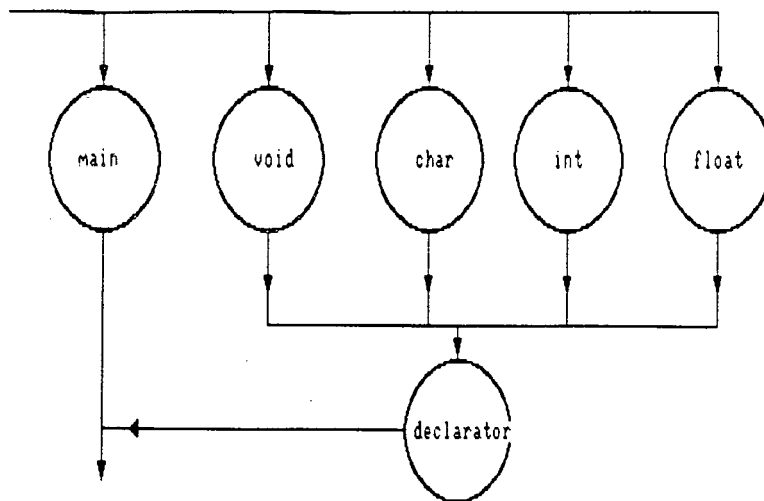 main
void
char
int
float
declarator